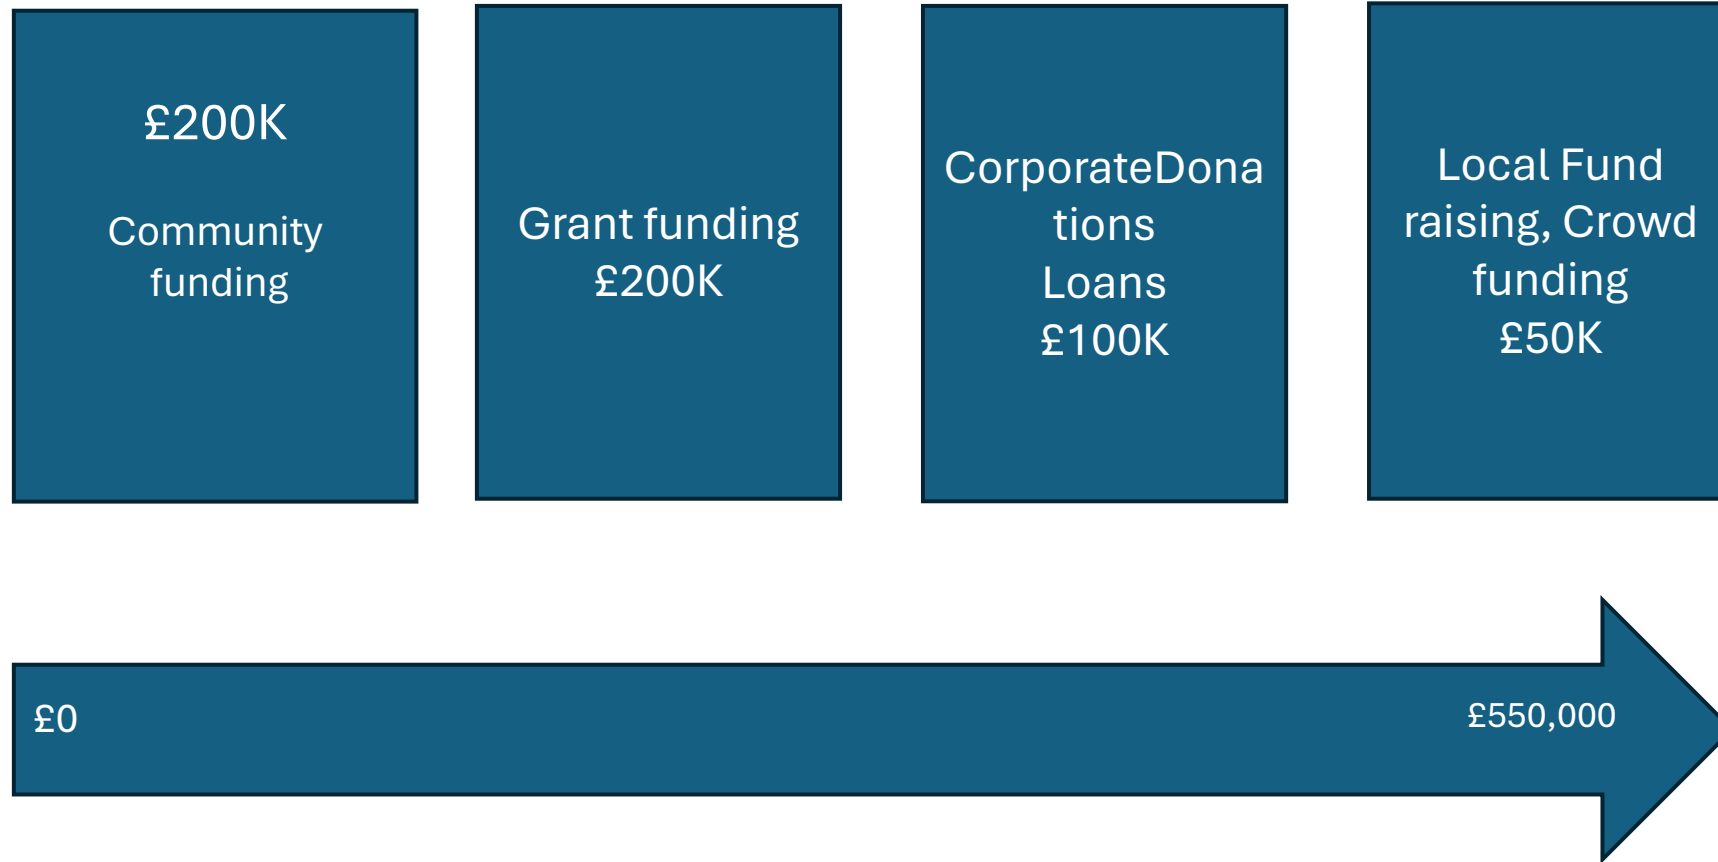 £200K
Community
funding
Grant funding
£200K
CorporateDona
tions
Loans
£100K
Local Fund
raising, Crowd
funding
£50K
£0
£550,000